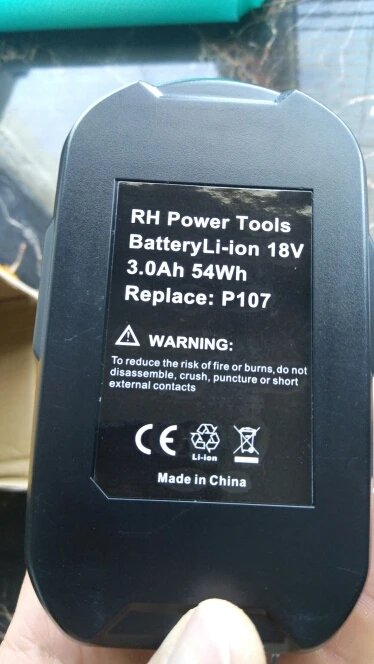 RH Power Tools
BatteryLi-ion 18V
3.0Ah 54Wh
Replace: P107
WARNING:
To reduce the risk of fire or burns, do not
disassemble, crush, puncture or short
external contacts
CE
Li-ion
Made in China